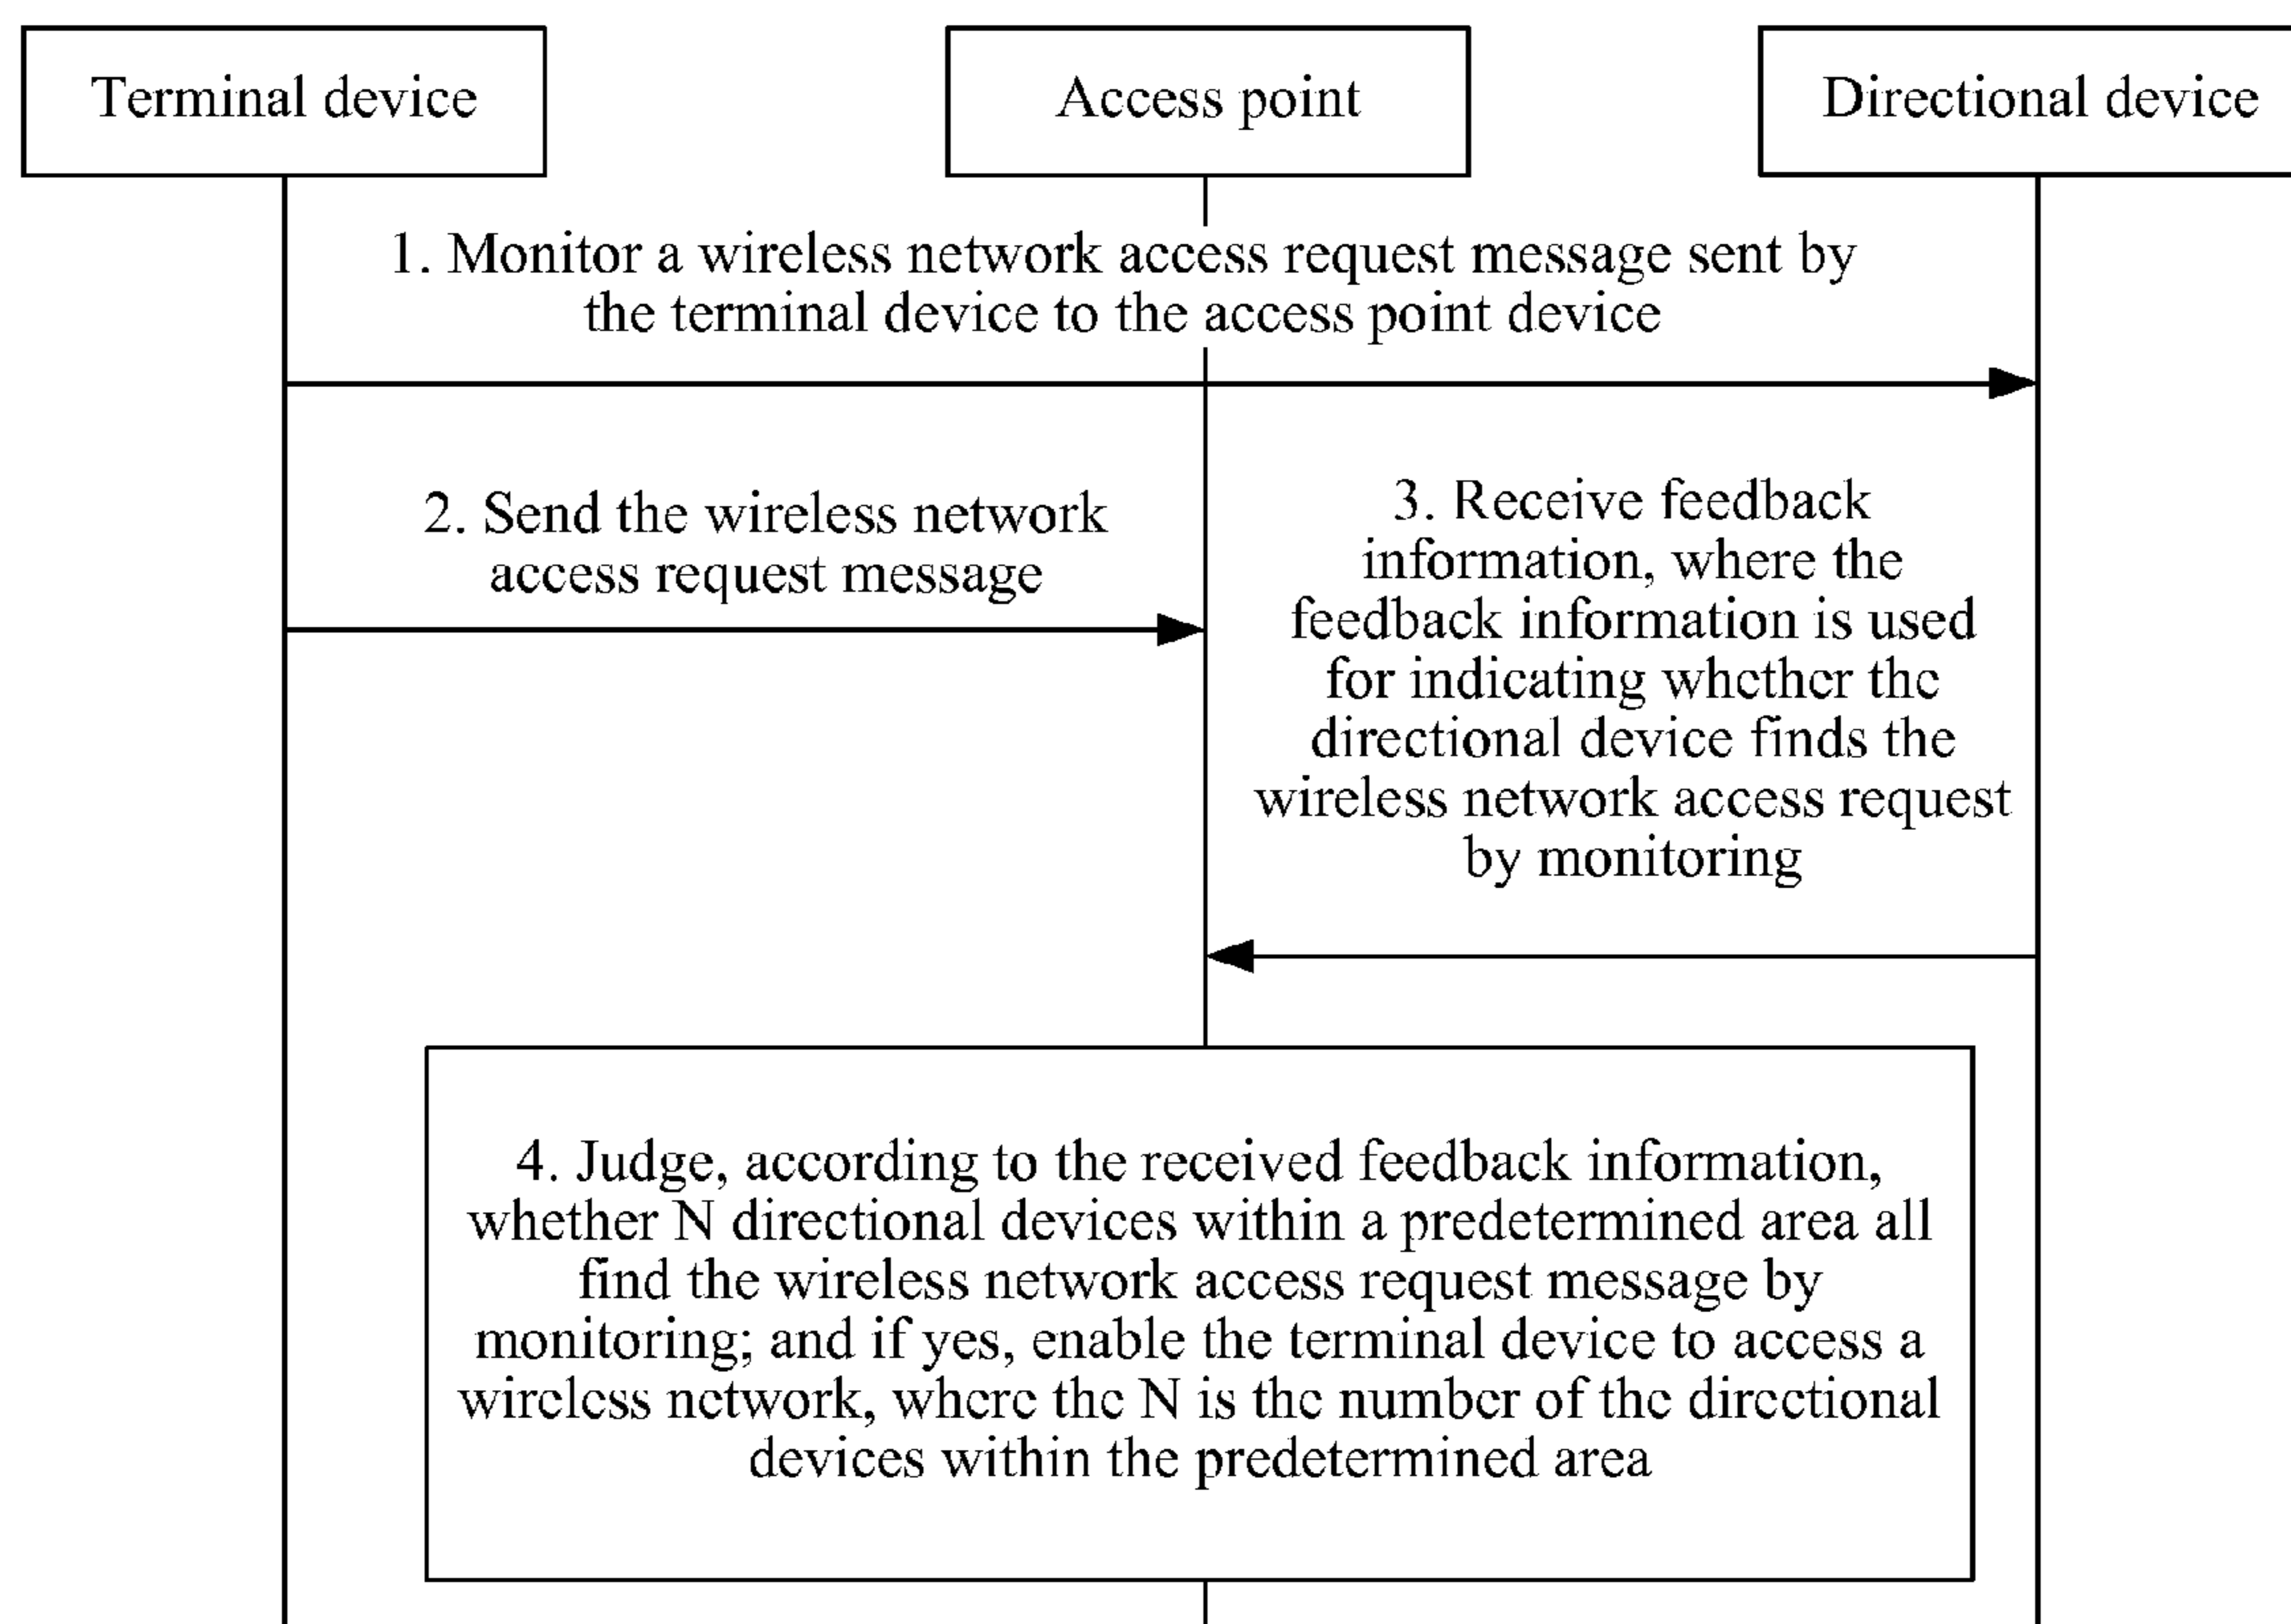 Terminal device
Access point
Directional device
1. Monitor a wireless network access request message sent by
the terminal device to the access point device
2. Send the wireless network
access request message
3. Receive feedback
information, where the
feedback information is used
for indicating whether the
directional device finds the
wireless network access request
by monitoring
4. Judge, according to the received feedback information,
whether N directional devices within a predetermined area all
find the wireless network access request message by
monitoring; and if yes, enable the terminal device to access a
wireless network, where the N is the number of the directional
devices within the predetermined area